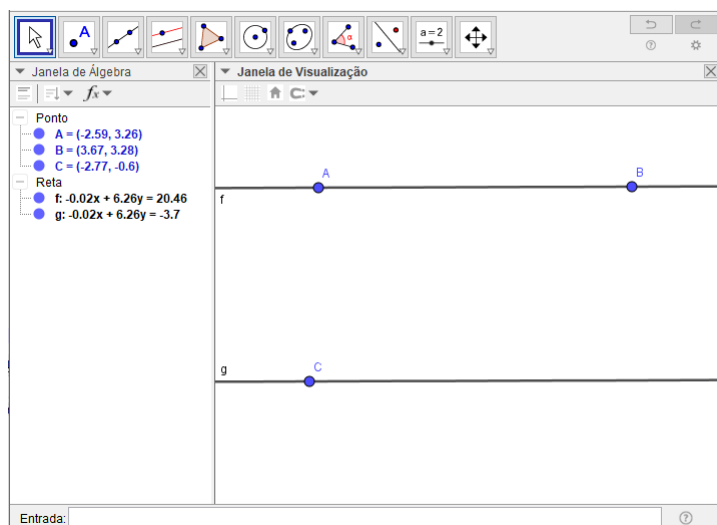 A
a=2
Janela de Álgebra
Janela de Visualização
fx
Ponto
A = (-2.59, 3.26)
B = (3.67, 3.28)
C = (-2.77, -0.6)
Reta
f: -0.02x + 6.26y = 20.46
g: -0.02x + 6.26y = -3.7
A
B
f
C
g
Entrada: